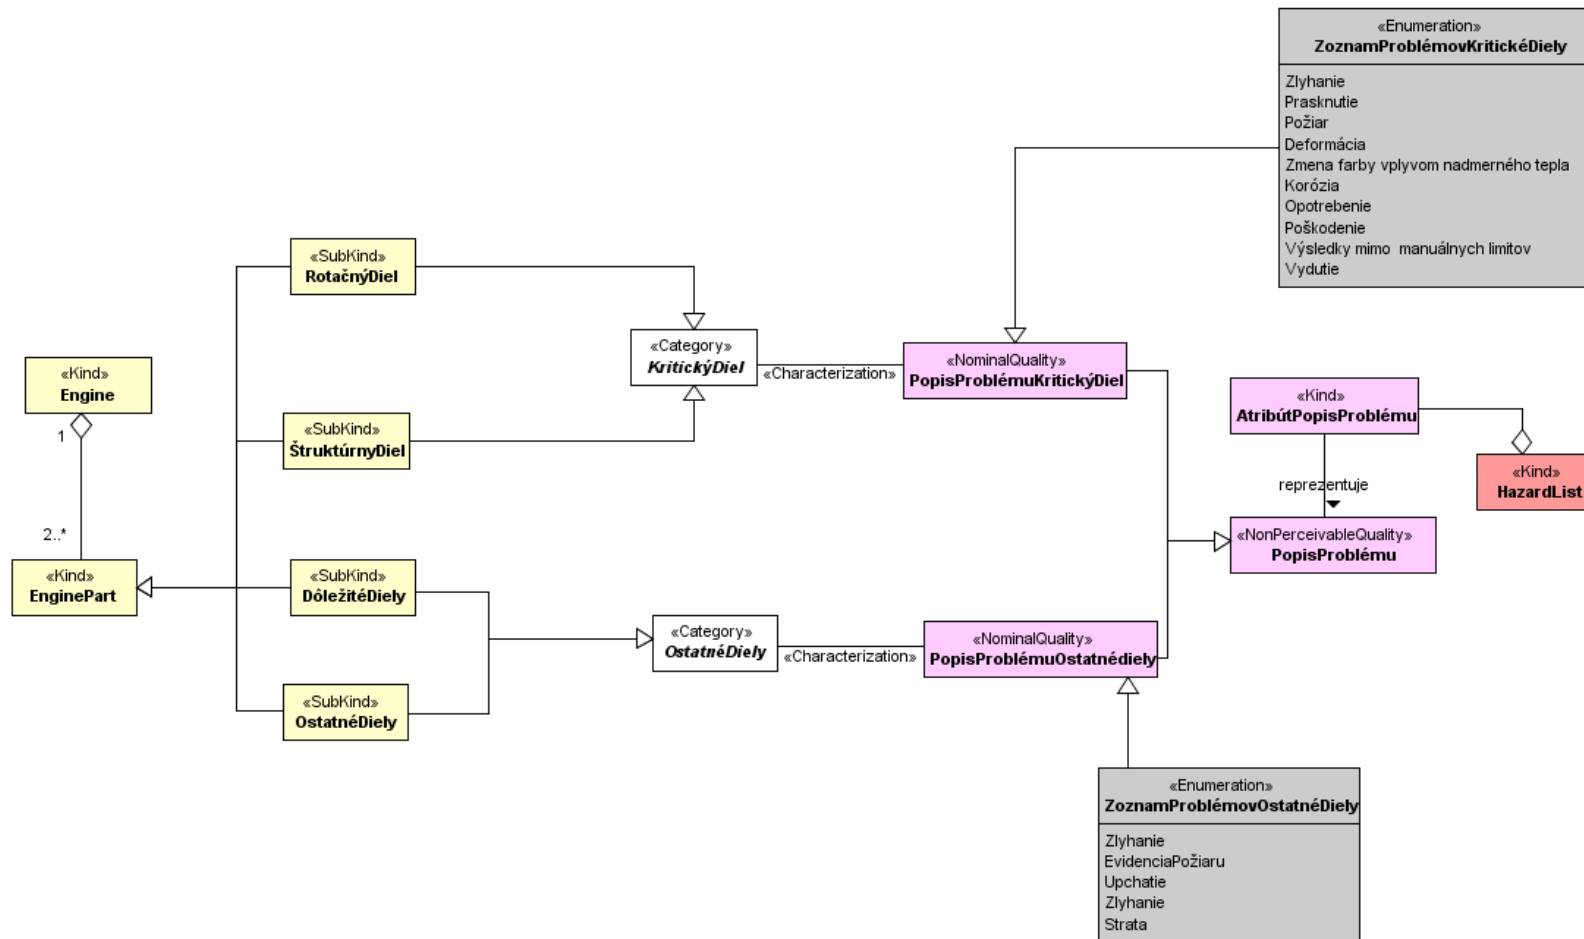 «Enumeration»
ZoznamProblémovKritickéDiely
Zlyhanie
Prasknutie
Požiar
Deformácia
Zmena farby vplyvom nadmerného tepla
Korózia
Opotrebenie
Poškodenie
Výsledky mimo  manuálnych limitov
Vydutie
«SubKind»
RotačnýDiel
«Category»
KritickýDiel
«Characterization»
«NominalQuality»
PopisProblémuKritickýDiel
«Kind»
Engine
1
2..*
«Kind»
EnginePart
«SubKind»
ŠtruktúrnyDiel
«Kind»
AtribútPopisProblému
reprezentuje
«Kind»
HazardList
«NonPerceivableQuality»
PopisProblému
«SubKind»
DôležitéDiely
«Category»
OstatnéDiely
«Characterization»
«NominalQuality»
PopisProblémuOstatnédiely
«SubKind»
OstatnéDiely
«Enumeration»
ZoznamProblémovOstatnéDiely
Zlyhanie
EvidenciaPožiaru
Upchatie
Zlyhanie
Strata